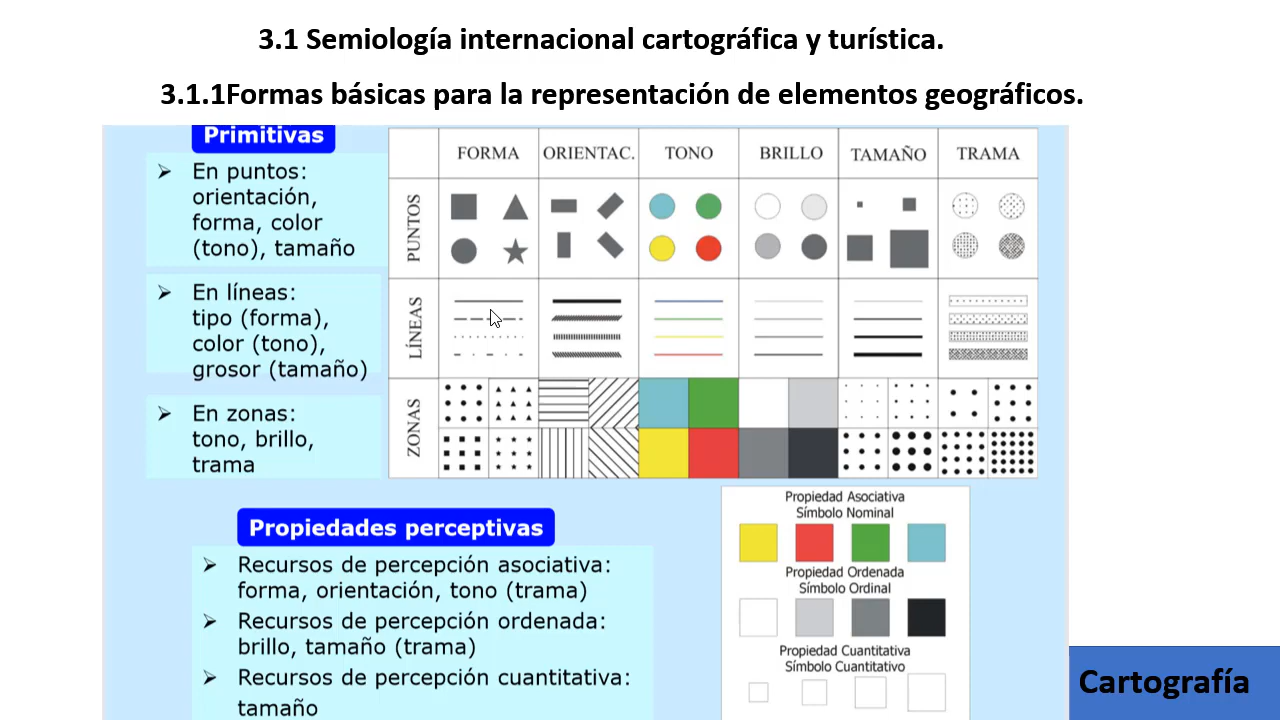 3.1 Semiología internacional cartográfica y turística.
3.1.1Formas básicas para la representación de elementos geográficos.
Primitivas
En puntos:
orientación,
forma, color
(tono), tamaño
En líneas:
tipo (forma),
color (tono),
grosor (tamaño)
En zonas:
tono, brillo,
trama
FORMA ORIENTAC. TONO BRILLO TAMAÑO TRAMA
PUNTOS
LÍNEAS
ZONAS
Propiedades perceptivas
Recursos de percepción asociativa:
forma, orientación, tono (trama)
Recursos de percepción ordenada:
brillo, tamaño (trama)
Recursos de percepción cuantitativa:
tamaño
Propiedad Asociativa
Símbolo Nominal
Propiedad Ordenada
Símbolo Ordinal
Propiedad Cuantitativa
Símbolo Cuantitativo
Cartografía